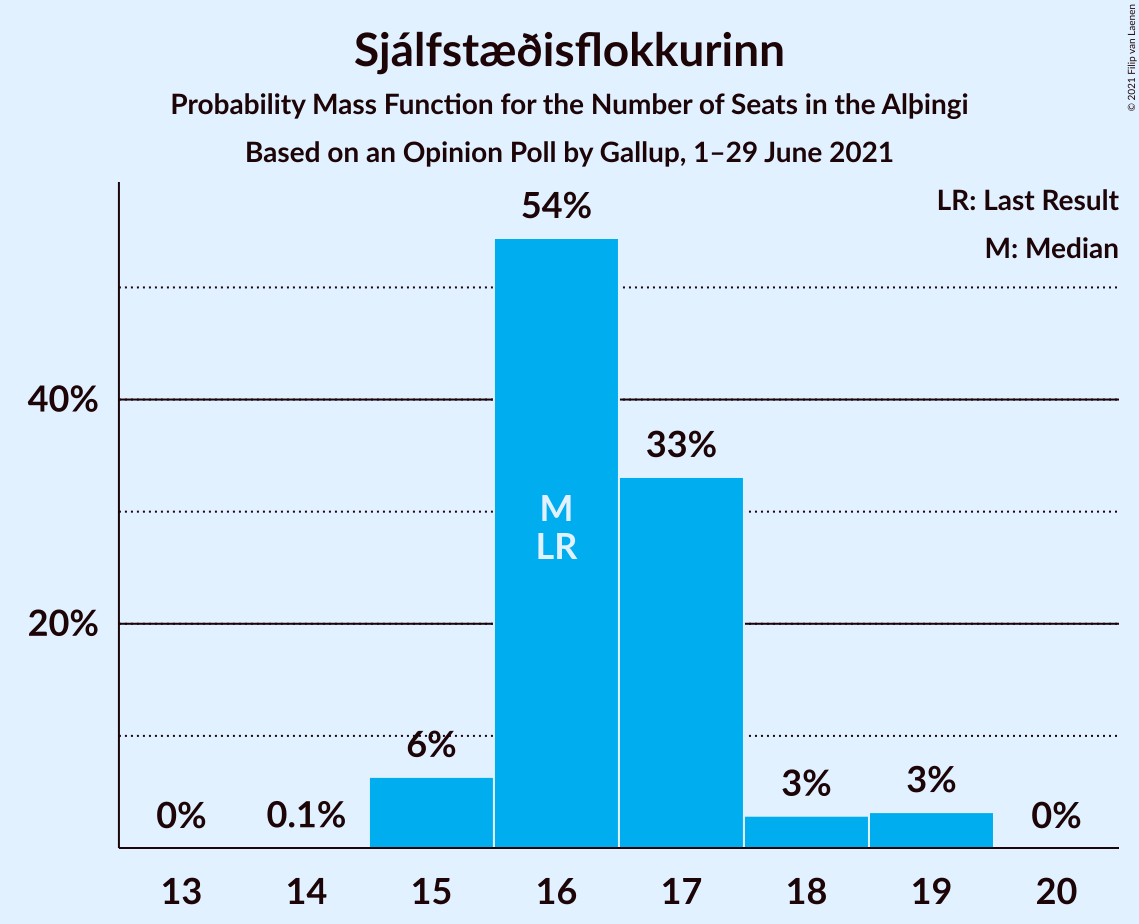 Sjálfstæðisflokkurinn
Probability Mass Function for the Number of Seats in the Alþingi
Based on an Opinion Poll by Gallup, 1–29 June 2021
© 2021 Filip van Laenen
LR: Last Result
M: Median
54%
40%
33%
M
LR
20%
6%
3%
3%
0%
0.1%
0%
13
14
15
16
17
18
19
20